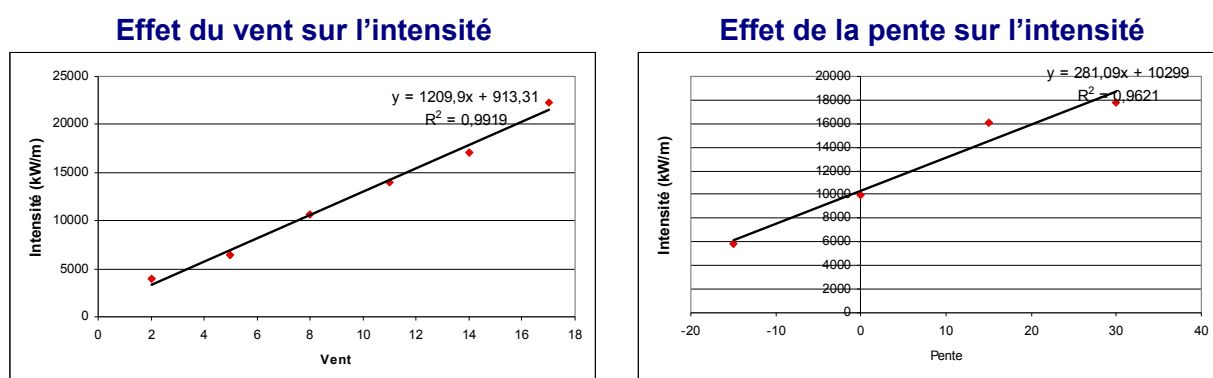 Effet du vent sur l’intensité
25000
20000
15000
10000
5000
0
Intensité (kW/m)
y = 1209,9x + 913,31
R² = 0,9919
0 2 4 6 8 10 12 14 16 18
Vent
Effet de la pente sur l’intensité
20000
18000
16000
14000
12000
10000
8000
6000
4000
2000
0
Intensité (kW/m)
y = 281,09x + 10299
R² = 0,9621
-20 -10 0 10 20 30 40
Pente